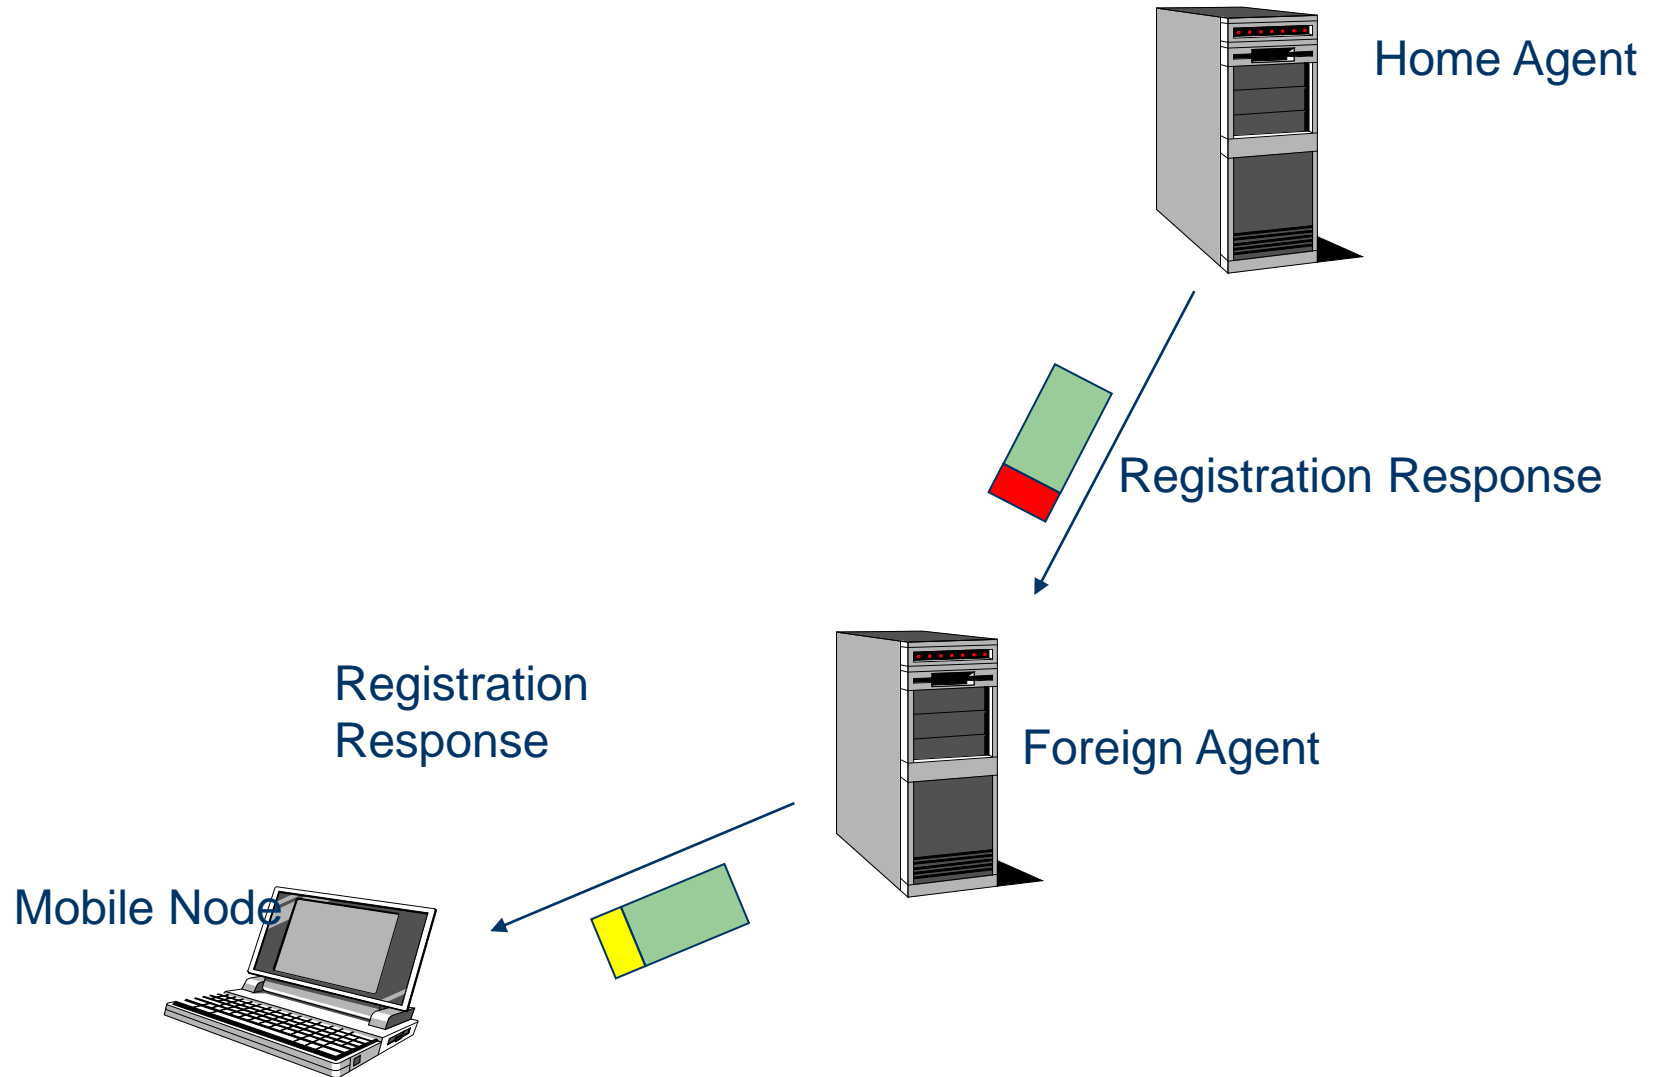 Home Agent
Registration Response
Registration
Response
Foreign Agent
Mobile Node